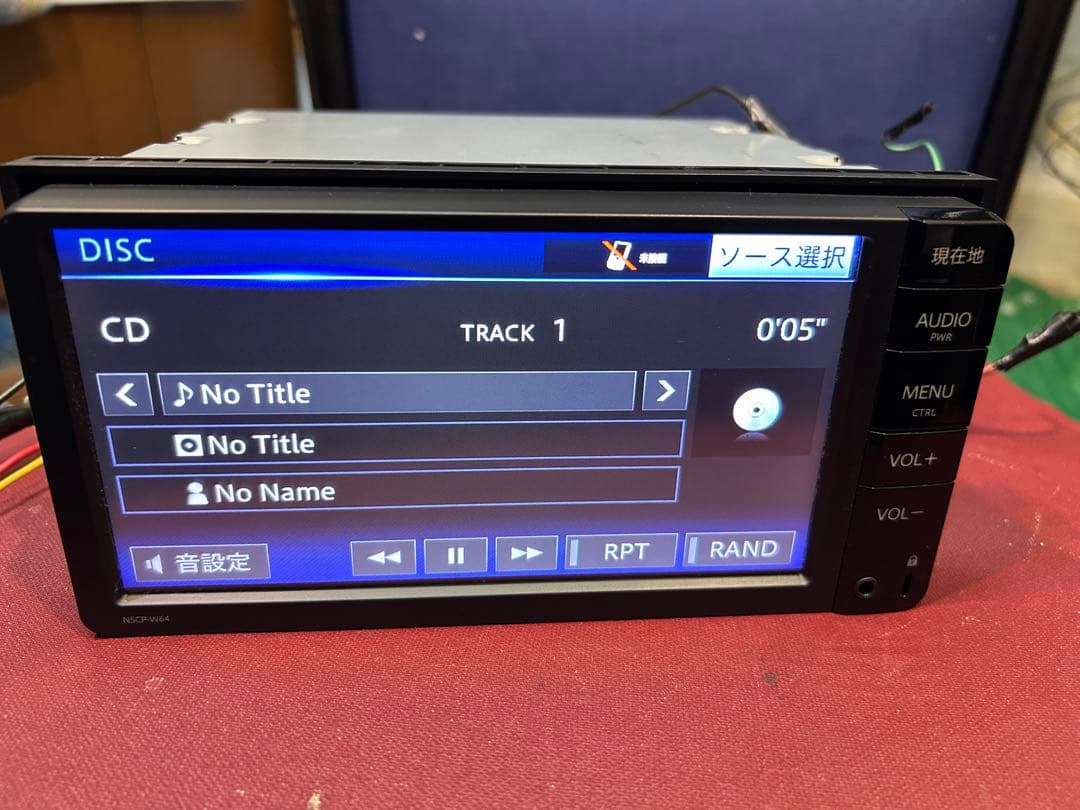 DISC
未接続
ソース選択
現在地
CD
TRACK 1
0'05"
AUDIO
PWR
No Title
MENU
CTRL
No Title
VOL+
No Name
VOL−
音設定
RPT
RAND
NSCP-W64